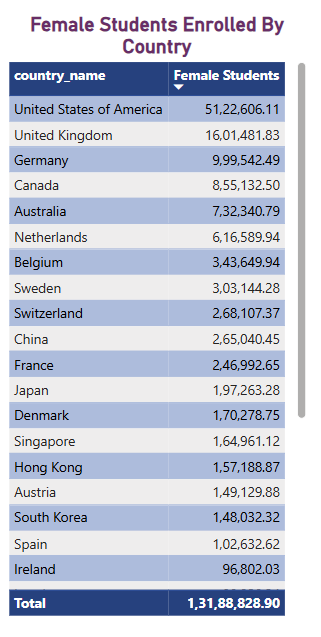 Female Students Enrolled By
Country
country_name Female Students
United States of America 51,22,606.11
United Kingdom 16,01,481.83
Germany 9,99,542.49
Canada 8,55,132.50
Australia 7,32,340.79
Netherlands 6,16,589.94
Belgium 3,43,649.94
Sweden 3,03,144.28
Switzerland 2,68,107.37
China 2,65,040.45
France 2,46,992.65
Japan 1,97,263.28
Denmark 1,70,278.75
Singapore 1,64,961.12
Hong Kong 1,57,188.87
Austria 1,49,129.88
South Korea 1,48,032.32
Spain 1,02,632.62
Ireland 96,802.03
Total 1,31,88,828.90